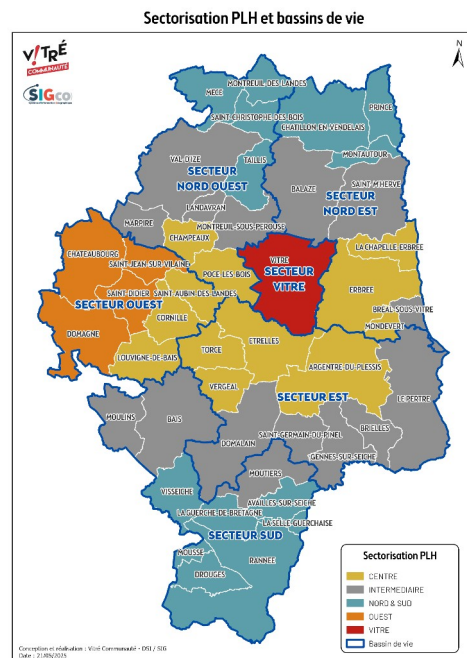 Sectorisation PLH et bassins de vie
V!TRÉ
COMMUNAUTÉ
SIGco
N
MONTREUIL-DES-LANDES
MECE
PRINCE
SAINT-CHRISTOPHE-DES-BOIS
CHATILLON-EN-VENDELAIS
VAL-D'IZE
TAILLIS
MONTAUTOUR
SECTEUR
NORD OUEST
BALAZE
SAINT-M'HERVE
SECTEUR
NORD EST
LANDAVRAN
MARPIRE
MONTREUIL-SOUS-PEROUSE
CHAMPEAUX
LA CHAPELLE-ERBREE
CHATEAUBOURG
SAINT-JEAN-SUR-VILAINE
VITRE
POCE-LES-BOIS
SECTEUR
VITRE
ERBREE
SAINT-DIDIER
SAINT-AUBIN-DES-LANDES
SECTEUR OUEST
BREAL-SOUS-VITRE
CORNILLE
MONDEVERT
DOMAGNE
ETRELLES
TORCE
LOUVIGNE-DE-BAIS
ARGENTRE-DU-PLESSIS
VERGEAL
SECTEUR EST
LE PERTRE
MOULINS
BAIS
BRIELLES
SAINT-GERMAIN-DU-PINEL
DOMALAIN
GENNES-SUR-SEICHE
MOUTIERS
VISSEICHE
AVAILLES-SUR-SEICHE
LA GUERCHE-DE-BRETAGNE
LA SELLE-GUERCHAISE
SECTEUR SUD
MOUSSE
RANNEE
DROUGES
Sectorisation PLH
CENTRE
INTERMEDIAIRE
NORD & SUD
OUEST
VITRE
Bassin de vie
Conception et réalisation : Vitré Communauté - DSI / SIG
Date : 21/05/2025